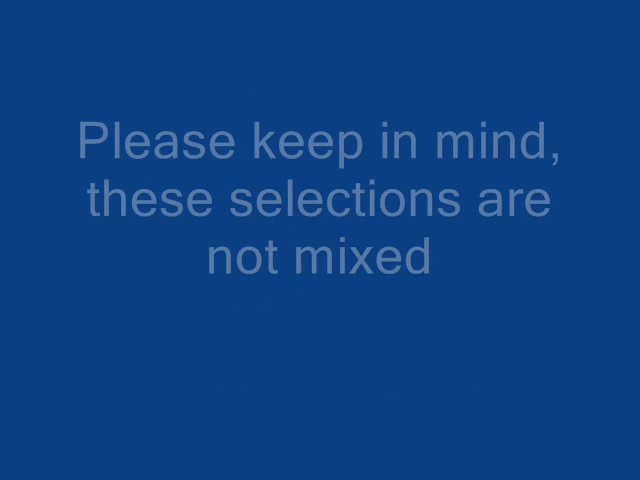 Please keep in mind,
these selections are
not mixed